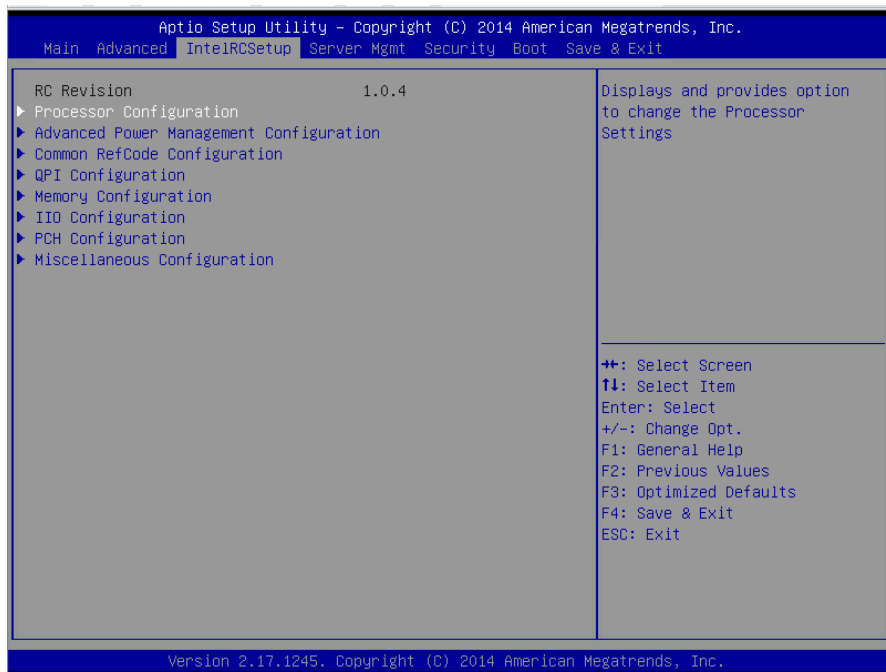 Aptio Setup Utility – Copyright (C) 2014 American Megatrends, Inc.
Main Advanced IntelRCSetup Server Mgmt Security Boot Save & Exit
RC Revision 1.0.4
Processor Configuration
Advanced Power Management Configuration
Common RefCode Configuration
QPI Configuration
Memory Configuration
IIO Configuration
PCH Configuration
Miscellaneous Configuration
Displays and provides option
to change the Processor
Settings
→←: Select Screen
↑↓: Select Item
Enter: Select
+/-: Change Opt.
F1: General Help
F2: Previous Values
F3: Optimized Defaults
F4: Save & Exit
ESC: Exit
Version 2.17.1245. Copyright (C) 2014 American Megatrends, Inc.